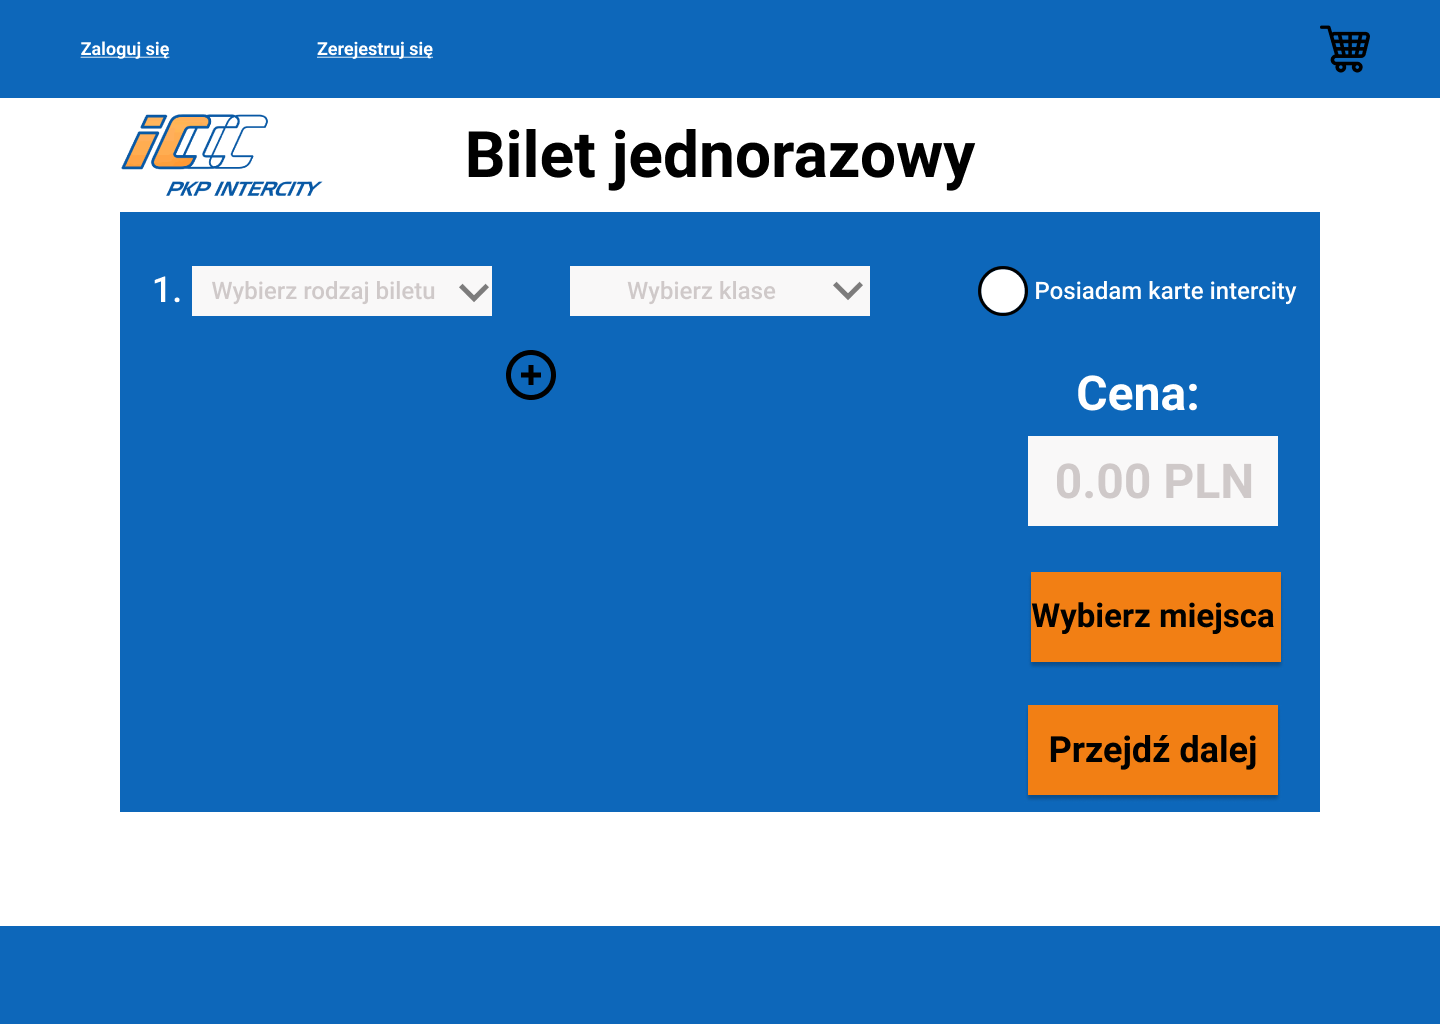 Zaloguj się
Zerejestruj się
iC
PKP INTERCITY
Bilet jednorazowy
1.
Wybierz rodzaj biletu
Wybierz klase
Posiadam karte intercity
Cena:
0.00 PLN
Wybierz miejsca
Przejdź dalej